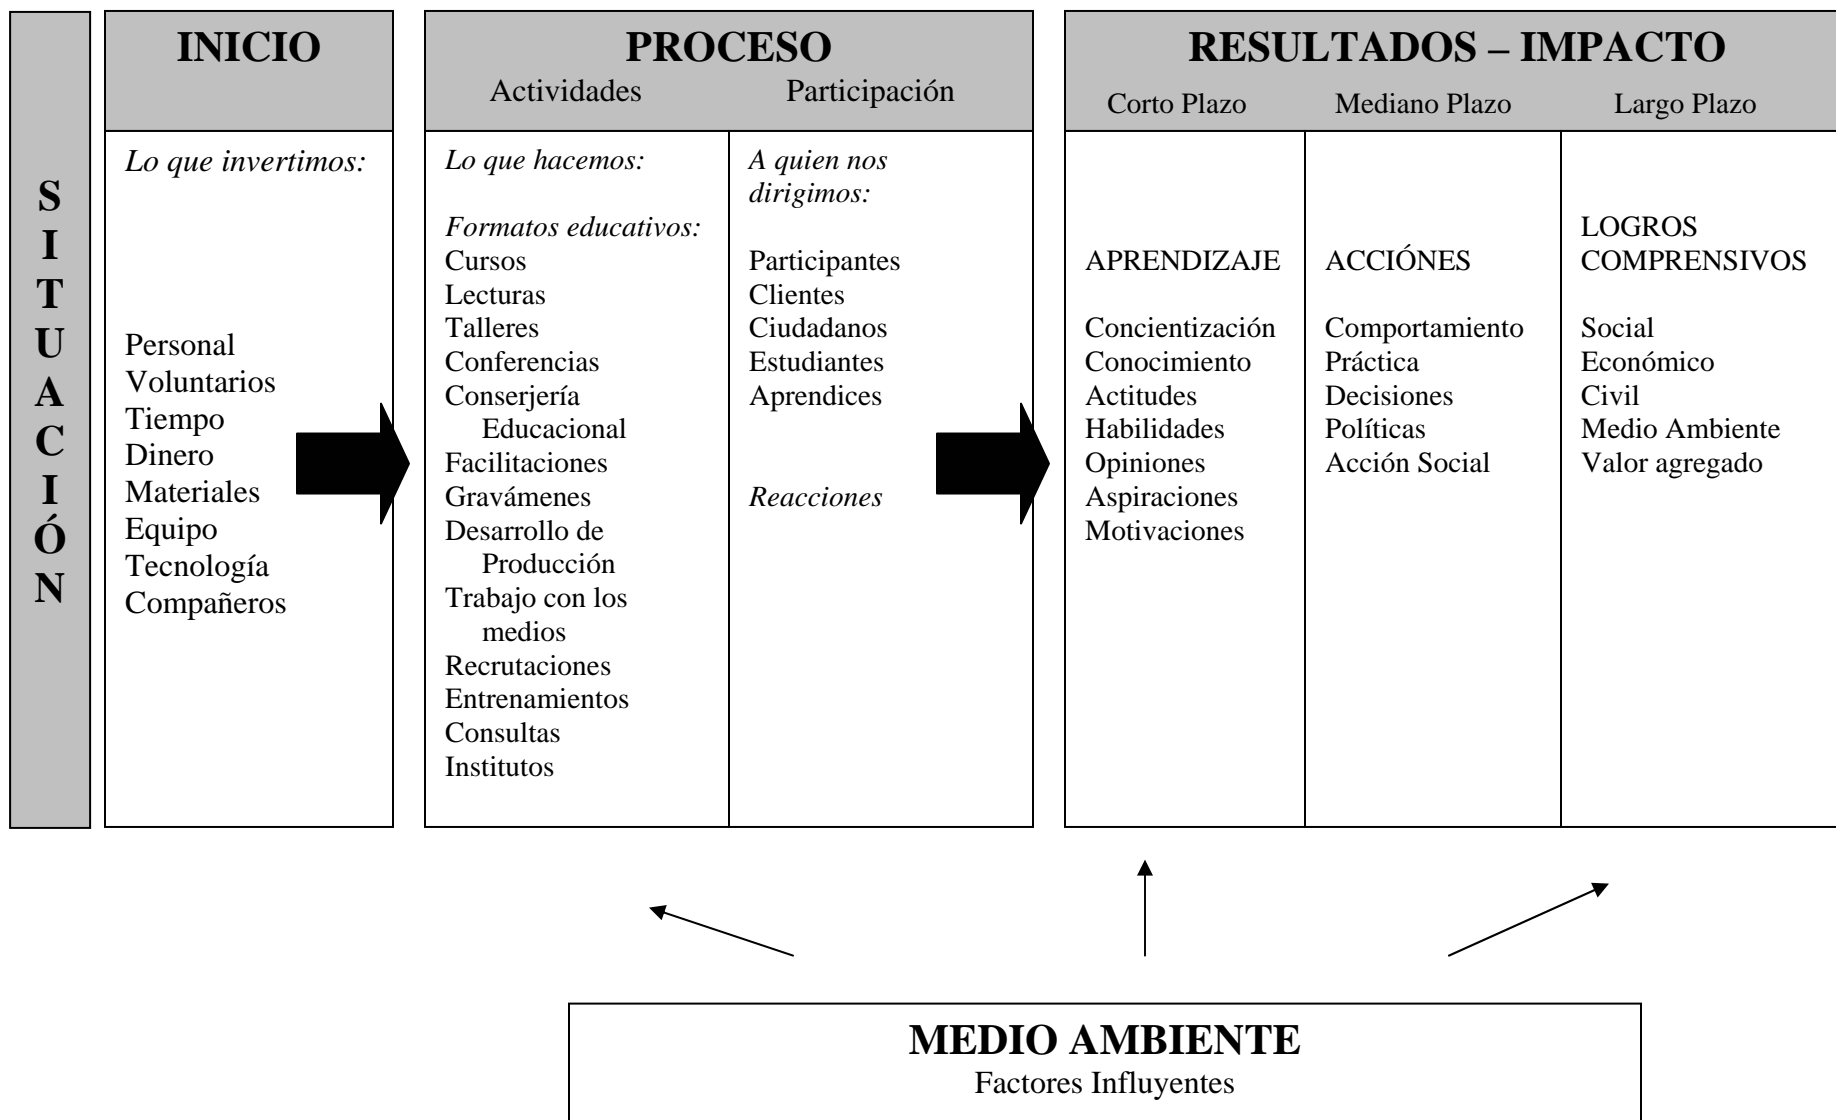 SITUACIÓN
INICIO
Lo que invertimos:
Personal
Voluntarios
Tiempo
Dinero
Materiales
Equipo
Tecnología
Compañeros
PROCESO
Actividades
Lo que hacemos:
Formatos educativos:
Cursos
Lecturas
Talleres
Conferencias
Conserjería
Educacional
Facilitaciones
Gravámenes
Desarrollo de
Producción
Trabajo con los
medios
Recrutaciones
Entrenamientos
Consultas
Institutos
Participación
A quien nos
dirigimos:
Participantes
Clientes
Ciudadanos
Estudiantes
Aprendices
Reacciones
RESULTADOS – IMPACTO
Corto Plazo
APRENDIZAJE
Concientización
Conocimiento
Actitudes
Habilidades
Opiniones
Aspiraciones
Motivaciones
Mediano Plazo
ACCIÓNES
Comportamiento
Práctica
Decisiones
Políticas
Acción Social
Largo Plazo
LOGROS
COMPRENSIVOS
Social
Económico
Civil
Medio Ambiente
Valor agregado
MEDIO AMBIENTE
Factores Influyentes